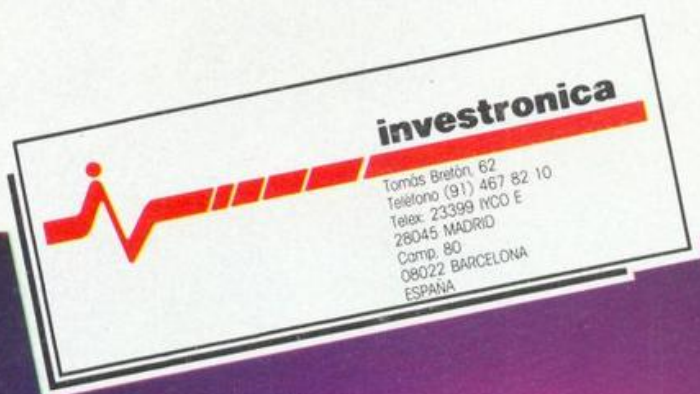 investronica
Tomás Bretón, 62
Teléfono (91) 467 82 10
Telex: 23399 IYCO E
28045 MADRID
Camp, 80
08022 BARCELONA
ESPAÑA